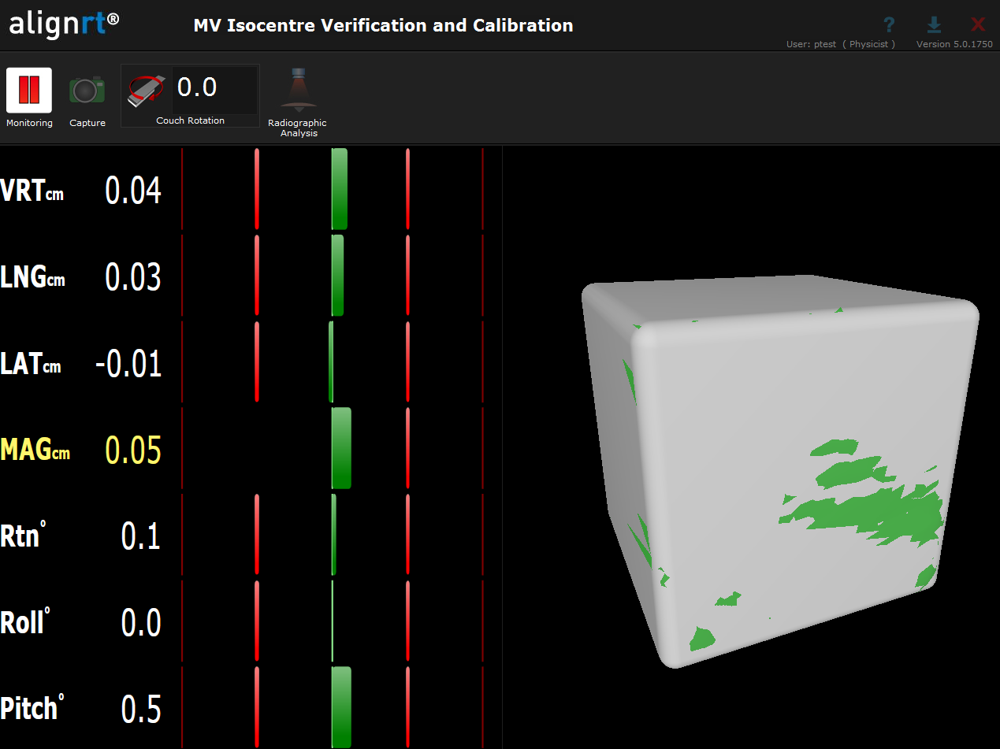 alignrt®
MV Isocentre Verification and Calibration
?
User: ptest ( Physicist )
Version 5.0.1750
Monitoring
Capture
0.0
Couch Rotation
Radiographic
Analysis
VRTcm 0.04
LNGcm 0.03
LATcm -0.01
MAGcm 0.05
Rtn° 0.1
Roll° 0.0
Pitch° 0.5